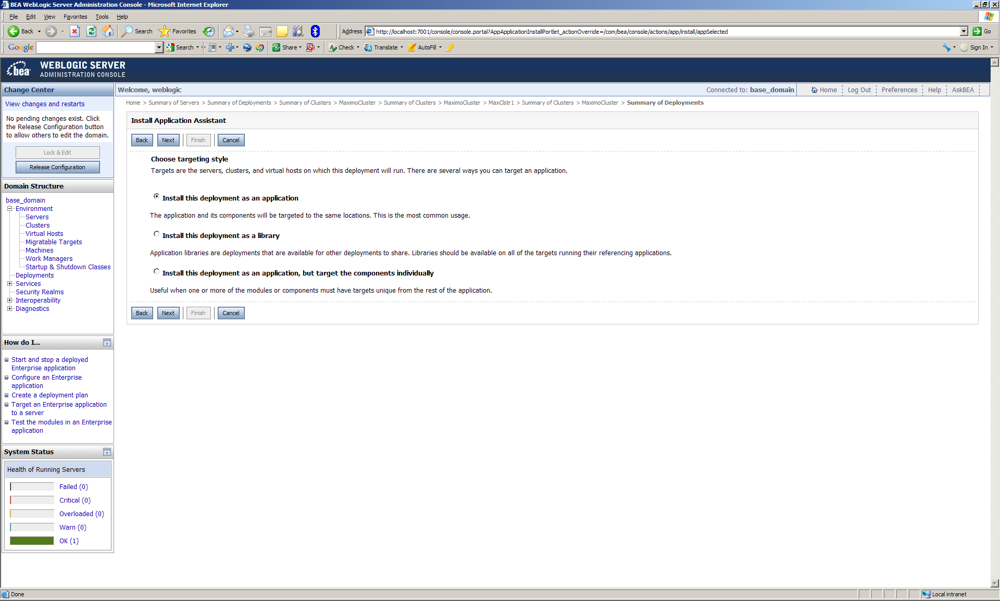 BEA WebLogic Server Administration Console - Microsoft Internet Explorer
File Edit View Favorites Tools Help
Back Search Favorites Address http://localhost:7001/console/console.portal?AppApplicationInstallPortlet_actionOverride=/com/bea/console/actions/app/install/appSelected Go
Google Search Share Check Translate AutoFill Sign In
bea WEBLOGIC SERVER
ADMINISTRATION CONSOLE
Change Center
View changes and restarts
No pending changes exist. Click
the Release Configuration button
to allow others to edit the domain.
Lock & Edit
Release Configuration
Domain Structure
base_domain
Environment
Servers
Clusters
Virtual Hosts
Migratable Targets
Machines
Work Managers
Startup & Shutdown Classes
Deployments
Services
Security Realms
Interoperability
Diagnostics
How do I...
Start and stop a deployed
Enterprise application
Configure an Enterprise
application
Create a deployment plan
Target an Enterprise application
to a server
Test the modules in an Enterprise
application
System Status
Health of Running Servers
Failed (0)
Critical (0)
Overloaded (0)
Warn (0)
OK (1)
Welcome, weblogic Connected to: base_domain Home Log Out Preferences Help AskBEA
Home > Summary of Servers > Summary of Deployments > Summary of Clusters > MaximoCluster > Summary of Clusters > MaximoCluster > MaxClstr1 > Summary of Clusters > MaximoCluster > Summary of Deployments
Install Application Assistant
Back Next Finish Cancel
Choose targeting style
Targets are the servers, clusters, and virtual hosts on which this deployment will run. There are several ways you can target an application.
Install this deployment as an application
The application and its components will be targeted to the same locations. This is the most common usage.
Install this deployment as a library
Application libraries are deployments that are available for other deployments to share. Libraries should be available on all of the targets running their referencing applications.
Install this deployment as an application, but target the components individually
Useful when one or more of the modules or components must have targets unique from the rest of the application.
Back Next Finish Cancel
Done Local intranet